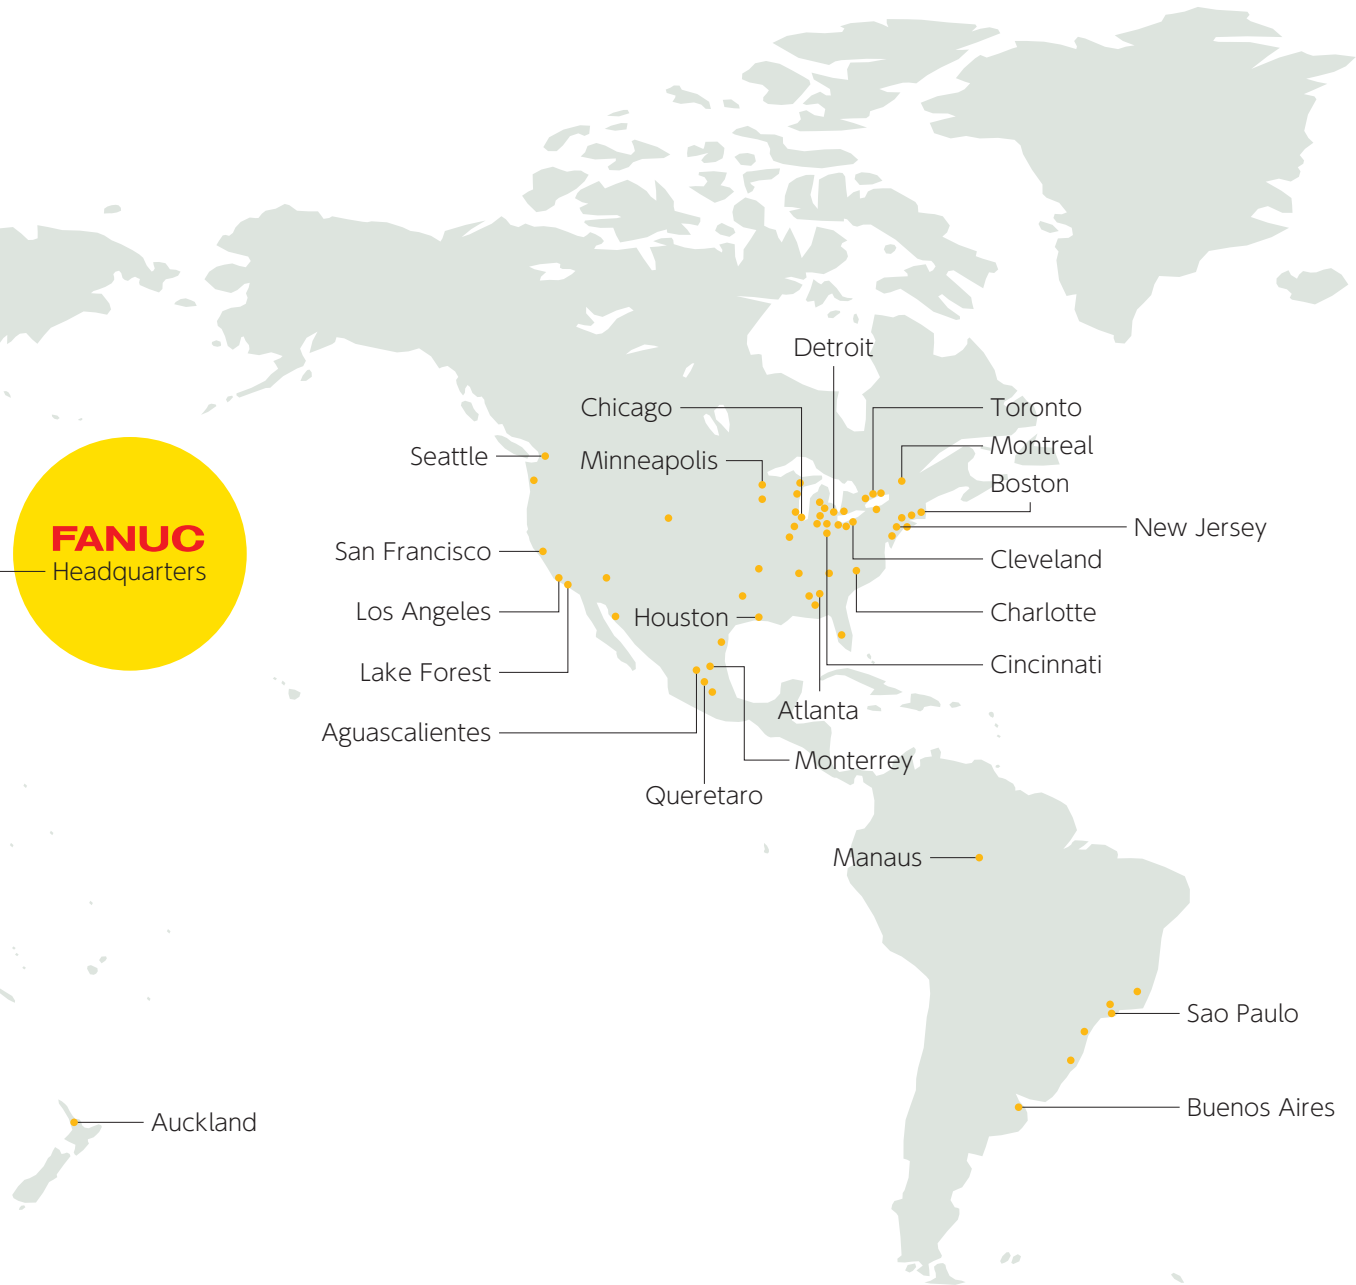 Detroit
Chicago
Toronto
Montreal
Seattle
Minneapolis
Boston
New Jersey
FANUC
Headquarters
San Francisco
Cleveland
Los Angeles
Houston
Charlotte
Lake Forest
Cincinnati
Atlanta
Aguascalientes
Monterrey
Queretaro
Manaus
Sao Paulo
Buenos Aires
Auckland